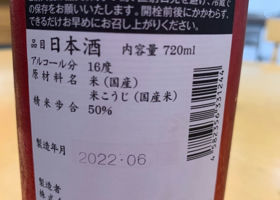 の保存をお願いいたします。開栓前後にかかわらず、
できるだけお早めにお召し上がりください。
品目 日本酒 内容量 720ml
アルコール分 16度
原材料名 米(国産)
米こうじ(国産米)
精米歩合 50%
製造年月
2022·06
製造者
4582356331244